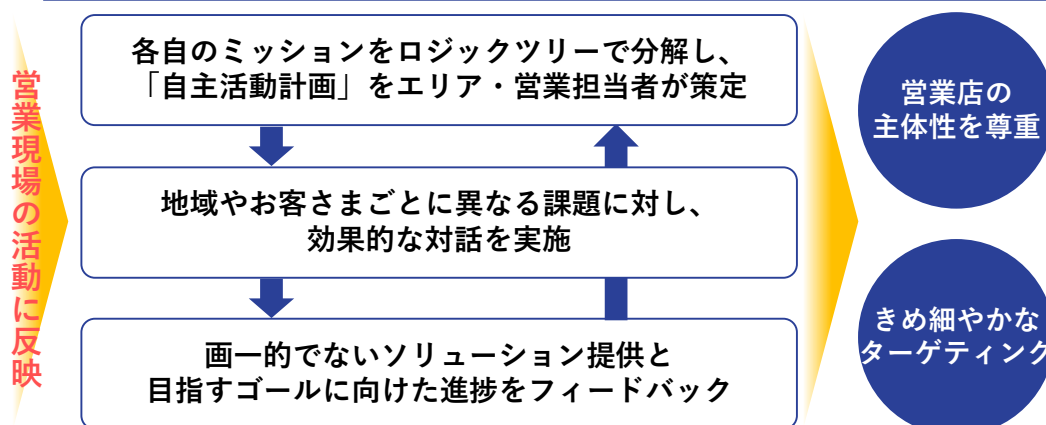 営業現場の活動に反映
各自のミッションをロジックツリーで分解し、
「自主活動計画」をエリア・営業担当者が策定
地域やお客さまごとに異なる課題に対し、
効果的な対話を実施
画一的でないソリューション提供と
目指すゴールに向けた進捗をフィードバック
営業店の
主体性を尊重
きめ細やかな
ターゲティング